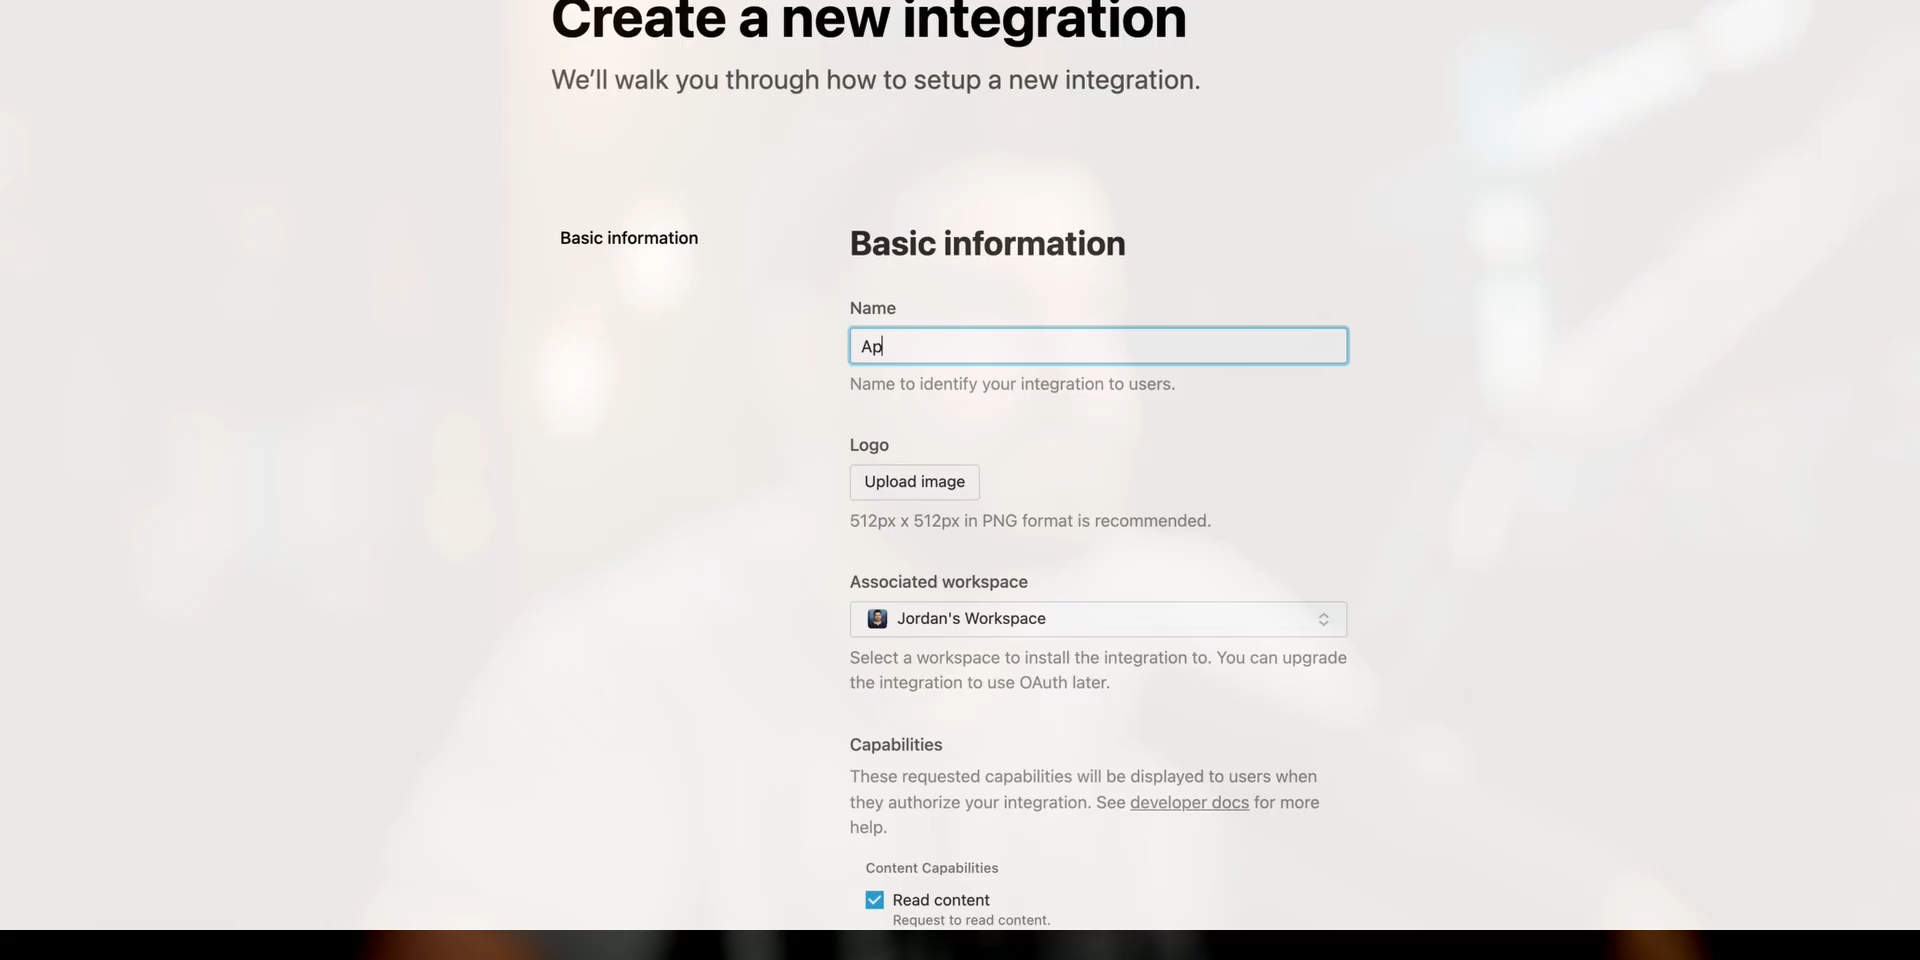 Create a new integration
We'll walk you through how to setup a new integration.
Basic information
Basic information
Name
Ap
Name to identify your integration to users.
Logo
Upload image
512px x 512px in PNG format is recommended.
Associated workspace
Jordan's Workspace
Select a workspace to install the integration to. You can upgrade
the integration to use OAuth later.
Capabilities
These requested capabilities will be displayed to users when
they authorize your integration. See developer docs for more
help.
Content Capabilities
Read content
Request to read content.